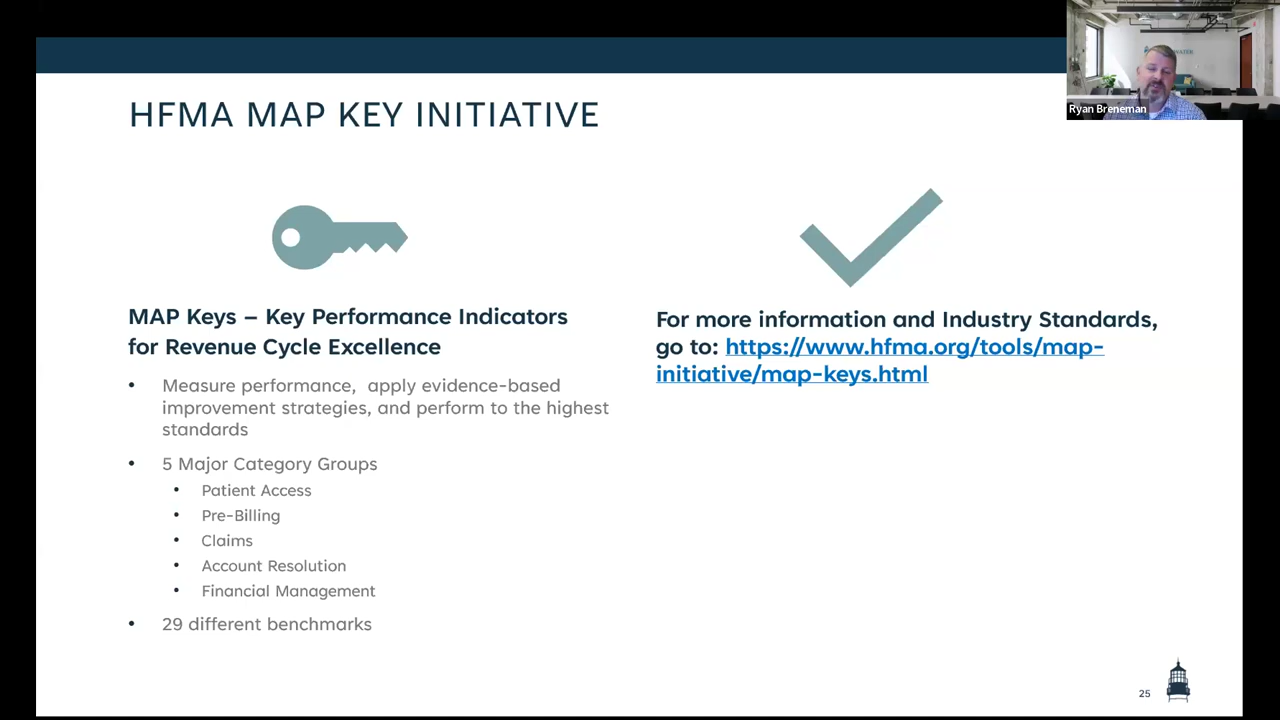 HFMA MAP KEY INITIATIVE
Ryan Breneman
MAP Keys – Key Performance Indicators
for Revenue Cycle Excellence
• Measure performance, apply evidence-based
improvement strategies, and perform to the highest
standards
• 5 Major Category Groups
• Patient Access
• Pre-Billing
• Claims
• Account Resolution
• Financial Management
• 29 different benchmarks
For more information and Industry Standards,
go to: https://www.hfma.org/tools/map-
initiative/map-keys.html
25